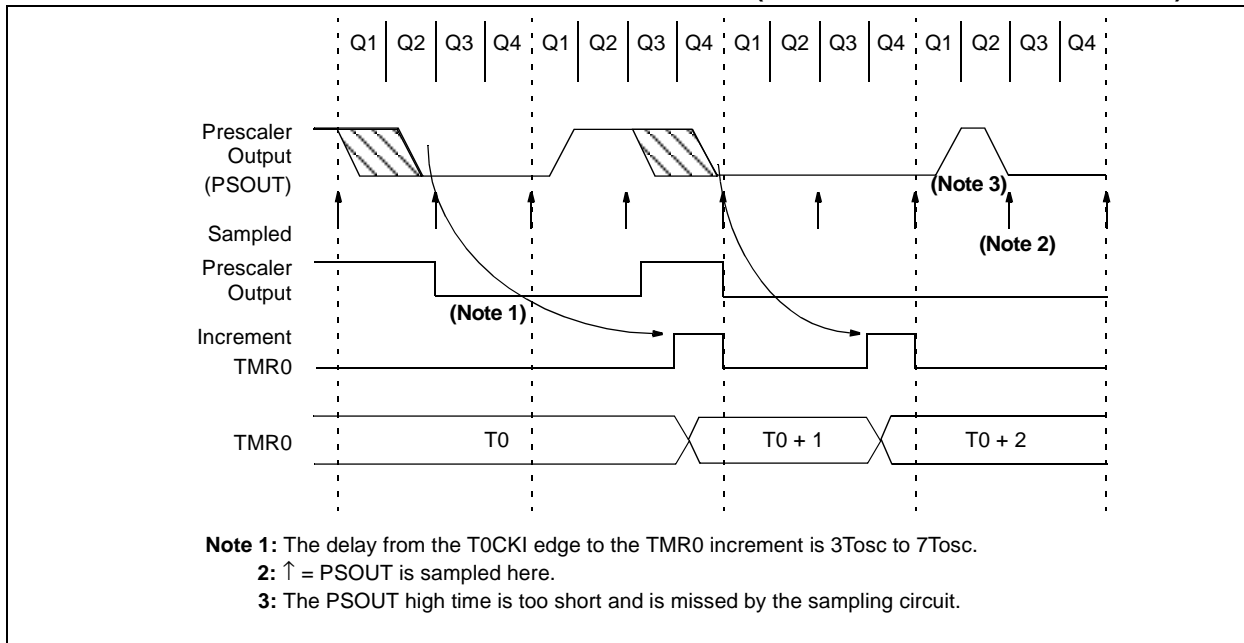 Q1 Q2 Q3 Q4 Q1 Q2 Q3 Q4 Q1 Q2 Q3 Q4 Q1 Q2 Q3 Q4
Prescaler
Output
(PSOUT)
(Note 3)
Sampled
(Note 2)
Prescaler
Output
(Note 1)
Increment
TMR0
TMR0 T0 T0 + 1 T0 + 2
Note 1: The delay from the T0CKI edge to the TMR0 increment is 3Tosc to 7Tosc.
2: ↑ = PSOUT is sampled here.
3: The PSOUT high time is too short and is missed by the sampling circuit.